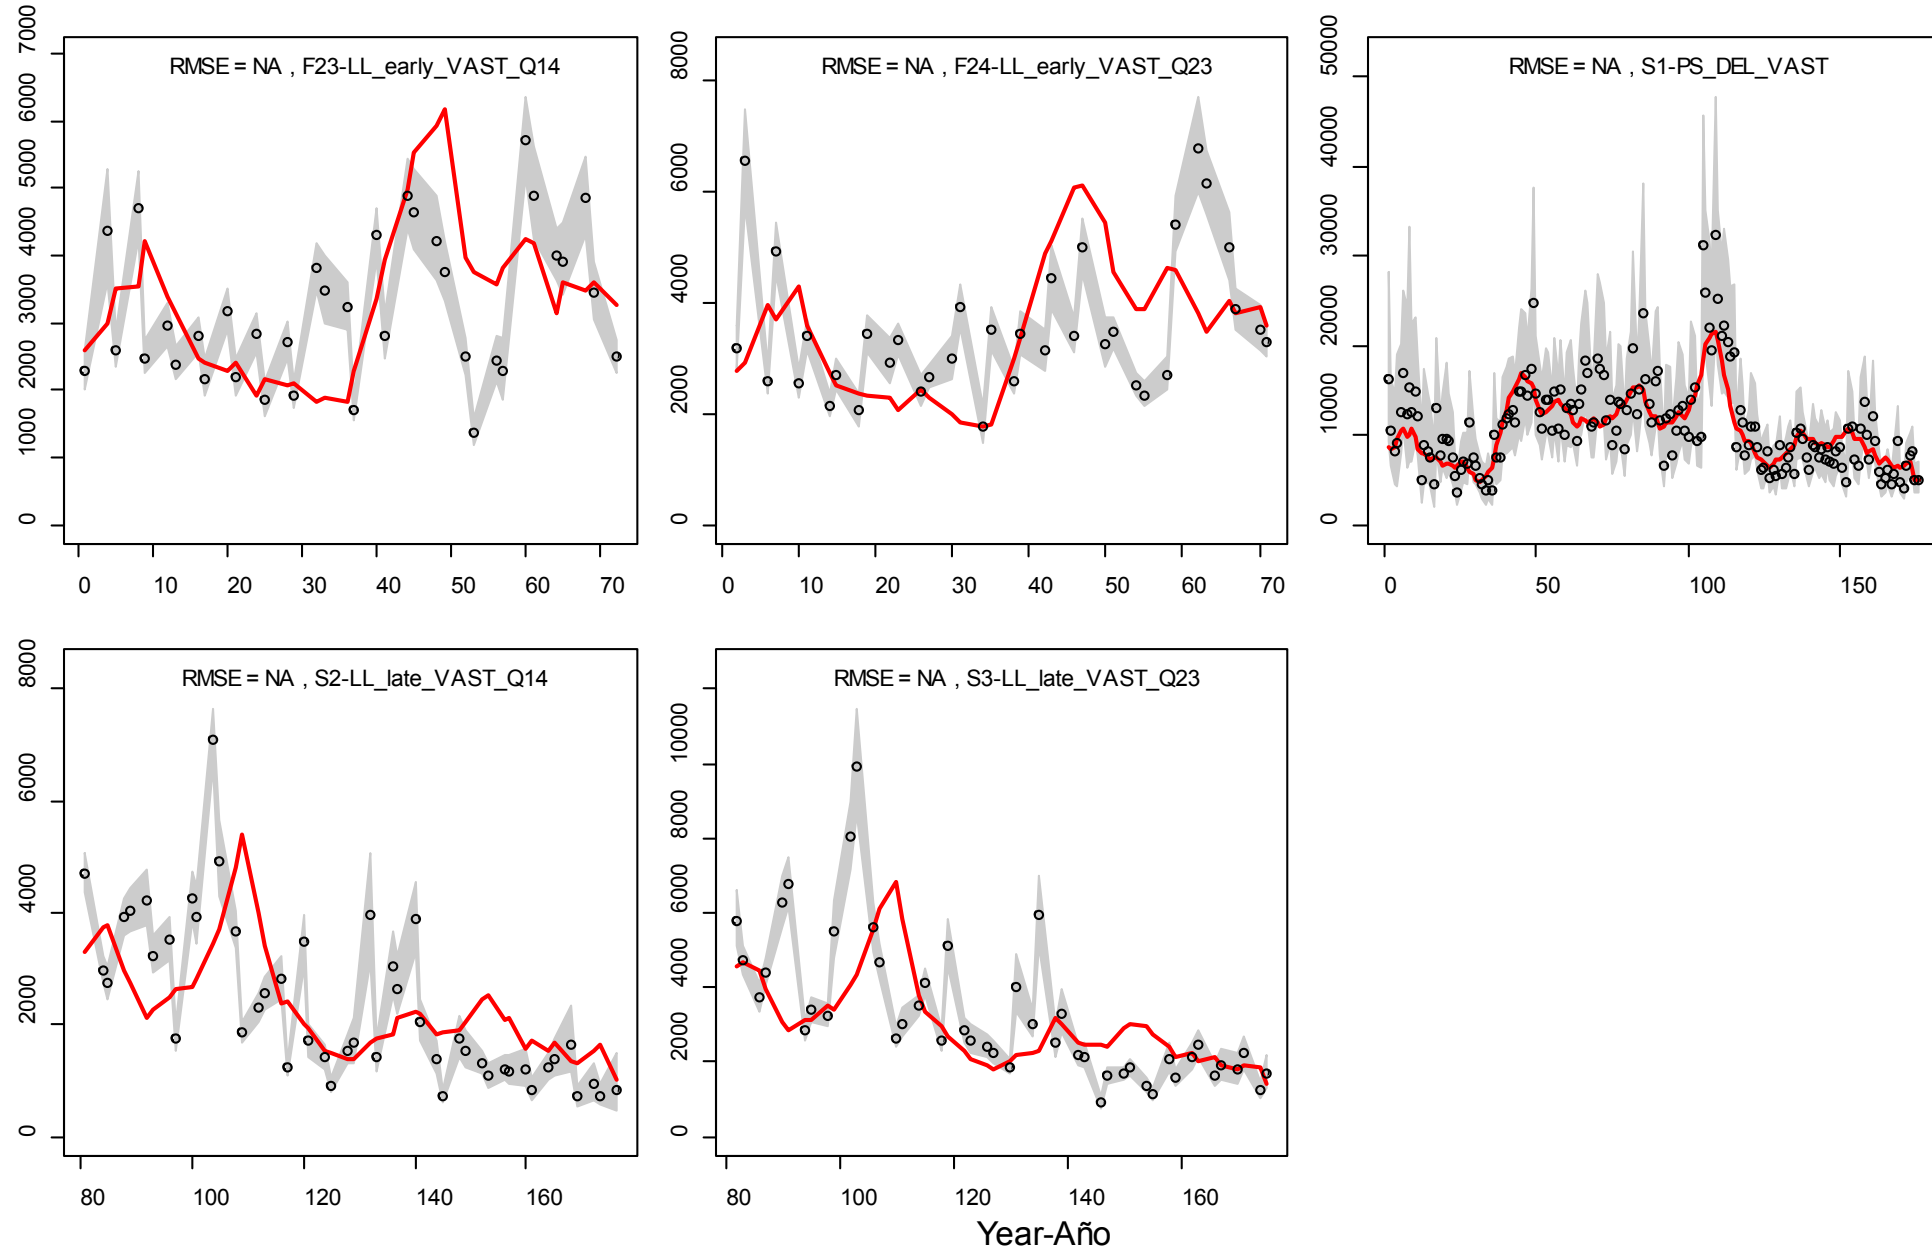 RMSE = NA , F23-LL_early_VAST_Q14
7000
6000
5000
4000
3000
2000
1000
0
0 10 20 30 40 50 60 70
RMSE = NA , F24-LL_early_VAST_Q23
8000
6000
4000
2000
0
0 10 20 30 40 50 60 70
RMSE = NA , S1-PS_DEL_VAST
50000
40000
30000
20000
10000
0
0 50 100 150
RMSE = NA , S2-LL_late_VAST_Q14
8000
6000
4000
2000
0
80 100 120 140 160
RMSE = NA , S3-LL_late_VAST_Q23
10000
8000
6000
4000
2000
0
80 100 120 140 160
Year-Año